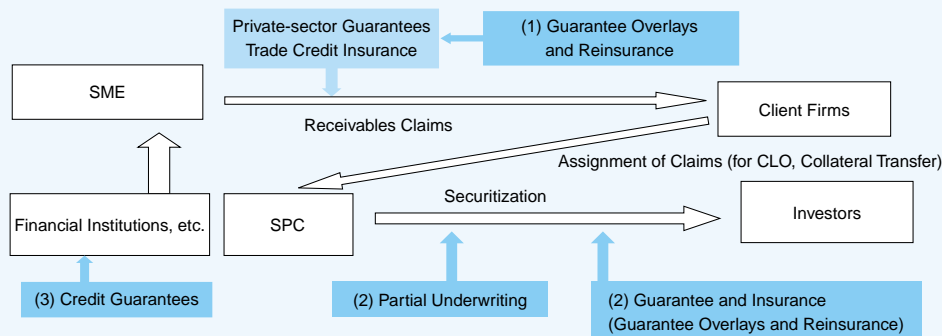 Private-sector Guarantees
Trade Credit Insurance
(1) Guarantee Overlays
and Reinsurance
SME
Client Firms
Receivables Claims
Assignment of Claims (for CLO, Collateral Transfer)
Securitization
Financial Institutions, etc.
SPC
Investors
(3) Credit Guarantees
(2) Partial Underwriting
(2) Guarantee and Insurance
(Guarantee Overlays and Reinsurance)